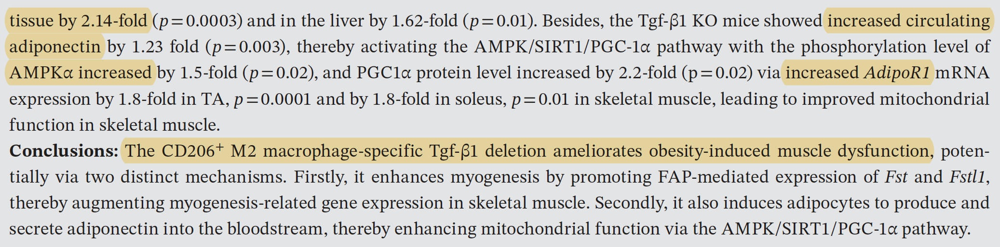 tissue by 2.14-fold (p = 0.0003) and in the liver by 1.62-fold (p = 0.01). Besides, the Tgf-β1 KO mice showed increased circulating
adiponectin by 1.23 fold (p = 0.003), thereby activating the AMPK/SIRT1/PGC-1α pathway with the phosphorylation level of
AMPKα increased by 1.5-fold (p = 0.02), and PGC1α protein level increased by 2.2-fold (p = 0.02) via increased AdipoR1 mRNA
expression by 1.8-fold in TA, p = 0.0001 and by 1.8-fold in soleus, p = 0.01 in skeletal muscle, leading to improved mitochondrial
function in skeletal muscle.
Conclusions: The CD206⁺ M2 macrophage-specific Tgf-β1 deletion ameliorates obesity-induced muscle dysfunction, poten-
tially via two distinct mechanisms. Firstly, it enhances myogenesis by promoting FAP-mediated expression of Fst and Fstl1,
thereby augmenting myogenesis-related gene expression in skeletal muscle. Secondly, it also induces adipocytes to produce and
secrete adiponectin into the bloodstream, thereby enhancing mitochondrial function via the AMPK/SIRT1/PGC-1α pathway.